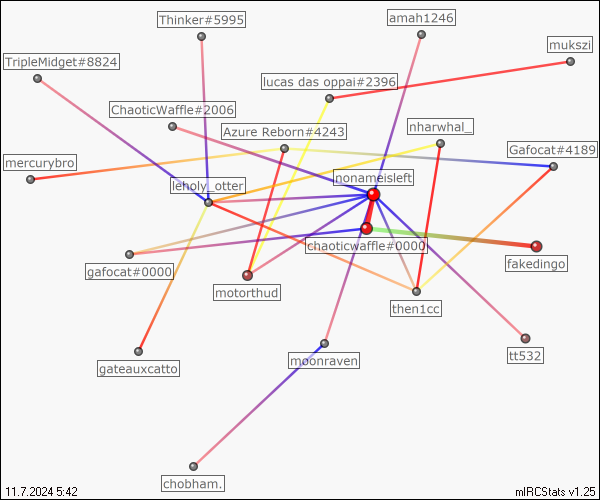 Thinker#5995
amah1246
mukszi
TripleMidget#8824
lucas das oppai#2396
ChaoticWaffle#2006
Azure Reborn#4243
nharwhal_
Gafocat#4189
mercurybro
leholy_otter
nonameisleft
chaoticwaffle#0000
gafocat#0000
fakedingo
motorthud
then1cc
moonraven
tt532
gateauxcatto
chobham.
11.7.2024 5:42
mIRCStats v1.25